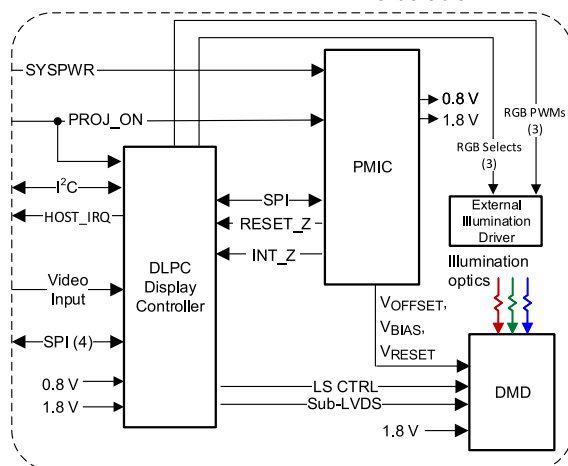 SYSPWR
PROJ_ON
I²C
HOST_IRQ
Video
Input
SPI (4)
0.8 V
1.8 V
DLPC
Display
Controller
SPI
RESET_Z
INT_Z
PMIC
0.8 V
1.8 V
RGB PWMs
(3)
RGB Selects
(3)
External
Illumination
Driver
Illumination
optics
VOFFSET,
VBIAS,
VRESET
LS CTRL
Sub-LVDS
1.8 V
DMD